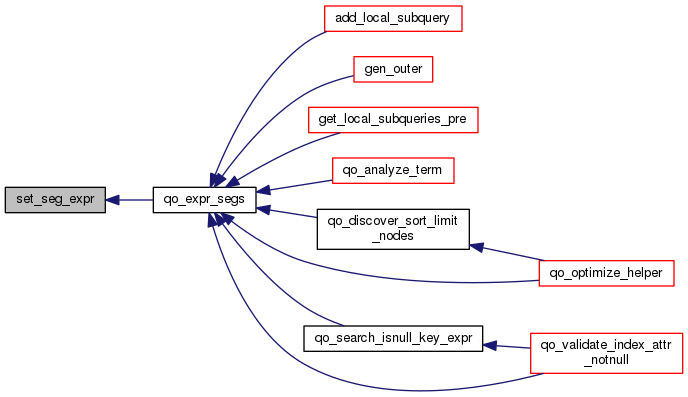 add_local_subquery
gen_outer
get_local_subqueries_pre
qo_analyze_term
set_seg_expr
qo_expr_segs
qo_discover_sort_limit
_nodes
qo_optimize_helper
qo_search_isnull_key_expr
qo_validate_index_attr
_notnull